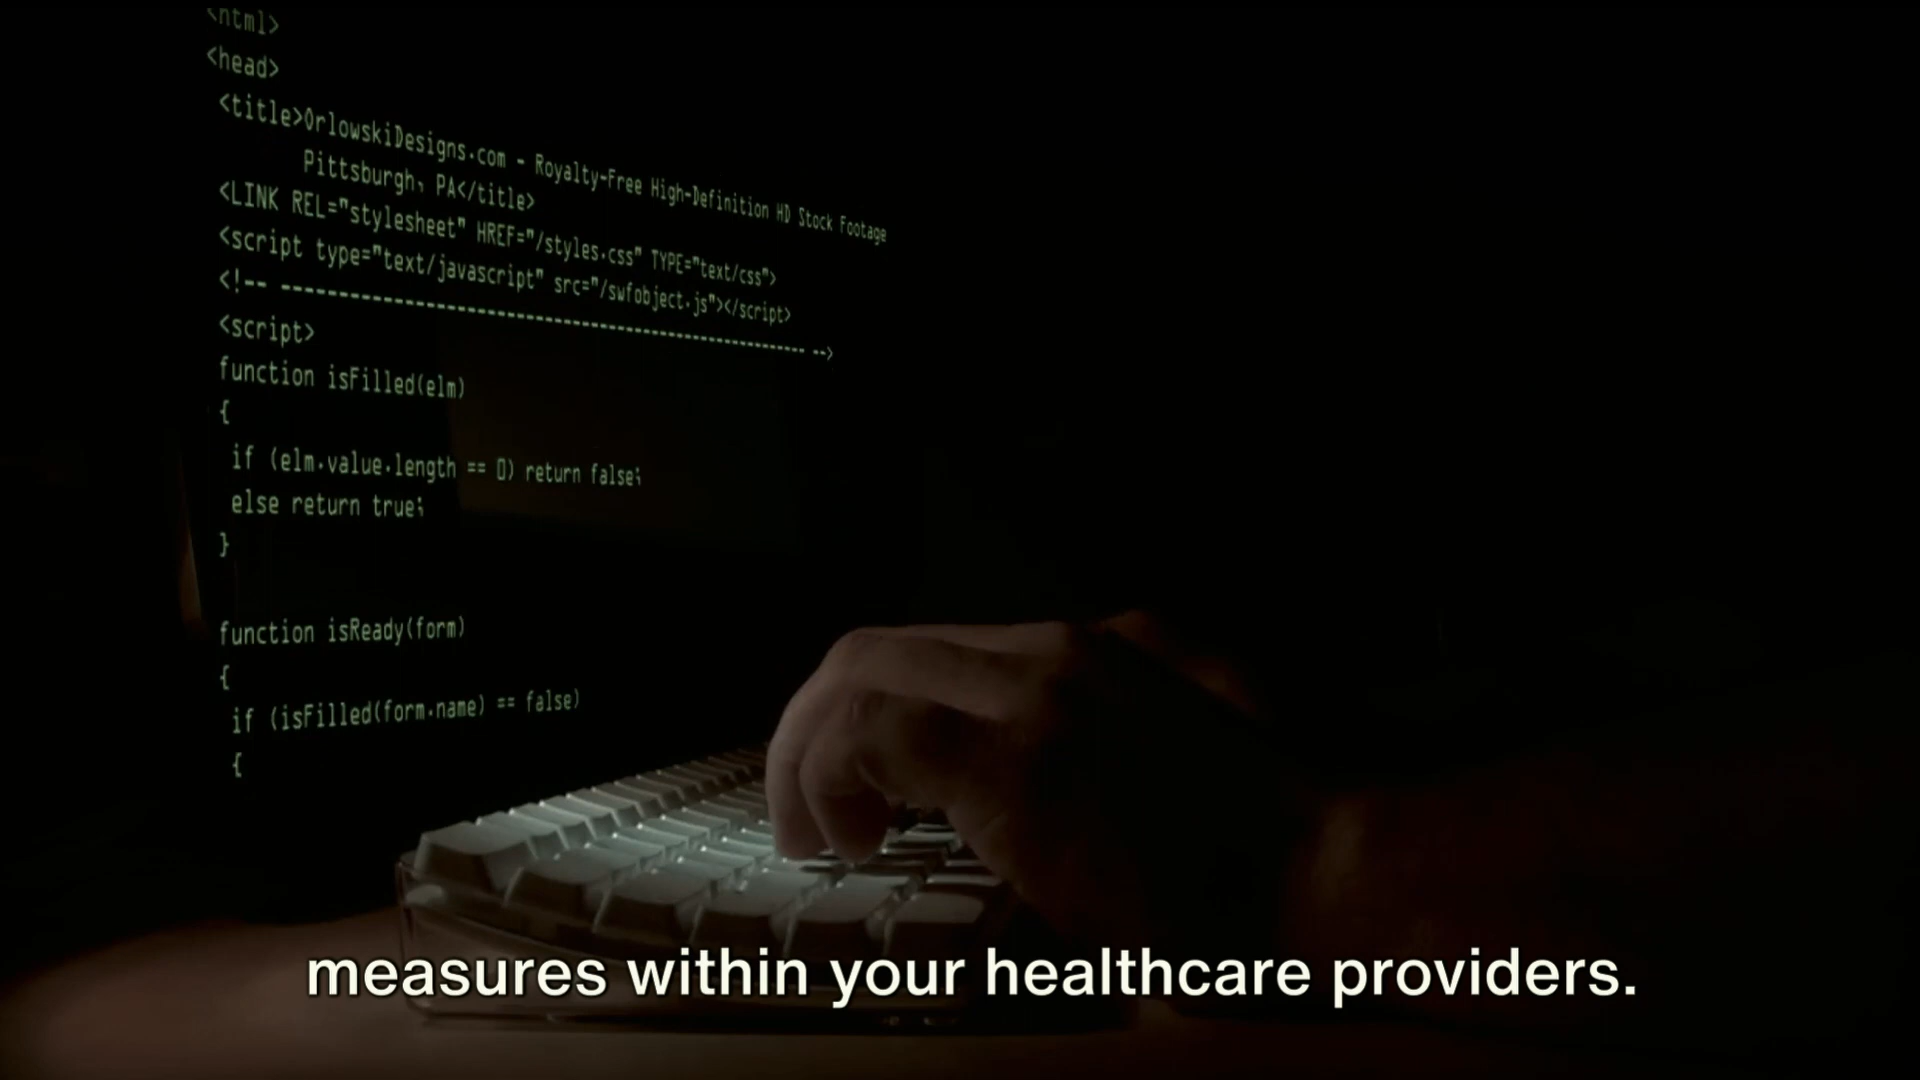 <html>
<head>
<title>OrlowskiDesigns.com - Royalty-Free High-Definition HD Stock Footage
Pittsburgh, PA</title>
<LINK REL="stylesheet" HREF="/styles.css" TYPE="text/css">
<script type="text/javascript" src="/swfobject.js"></script>
<!-- ---------------------------------------------------------------- -->
<script>
function isFilled(elm)
{
if (elm.value.length == 0) return false;
else return true;
}
function isReady(form)
{
if (isFilled(form.name) == false)
{
measures within your healthcare providers.